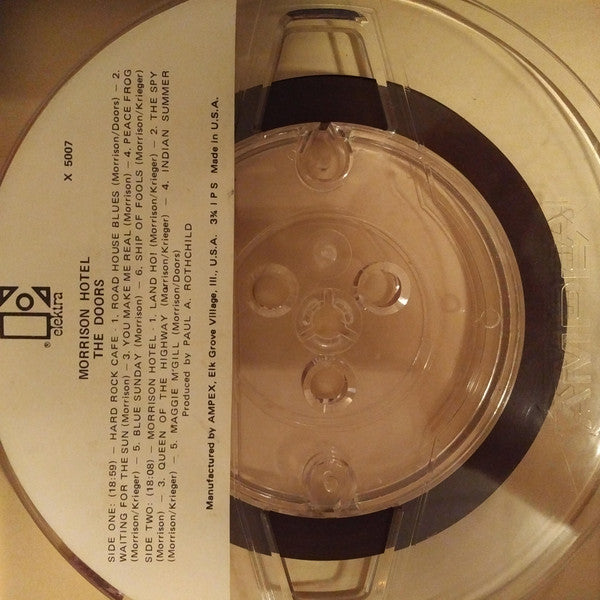 X 5007
® elektra
MORRISON HOTEL
THE DOORS
SIDE ONE: (18:59) — HARD ROCK CAFE · 1. ROAD HOUSE BLUES (Morrison/Doors) — 2.
WAITING FOR THE SUN (Morrison) — 3. YOU MAKE ME REAL (Morrison) — 4. PEACE FROG
(Morrison/Krieger) — 5. BLUE SUNDAY (Morrison) — 6. SHIP OF FOOLS (Morrison/Krieger)
SIDE TWO: (18:08) — MORRISON HOTEL · 1. LAND HO! (Morrison/Krieger) — 2. THE SPY
(Morrison) — 3. QUEEN OF THE HIGHWAY (Morrison/Krieger) — 4. INDIAN SUMMER
(Morrison/Krieger) — 5. MAGGIE M'GILL (Morrison/Doors)
Produced by PAUL A. ROTHCHILD
Manufactured by AMPEX, Elk Grove Village, Ill., U.S.A. 3¾ I P S Made in U.S.A.
AMPEX